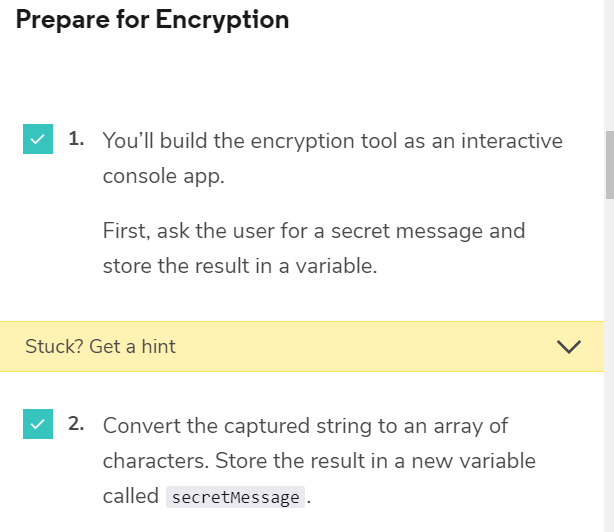 Prepare for Encryption
1. You’ll build the encryption tool as an interactive
console app.
First, ask the user for a secret message and
store the result in a variable.
Stuck? Get a hint
2. Convert the captured string to an array of
characters. Store the result in a new variable
called secretMessage.